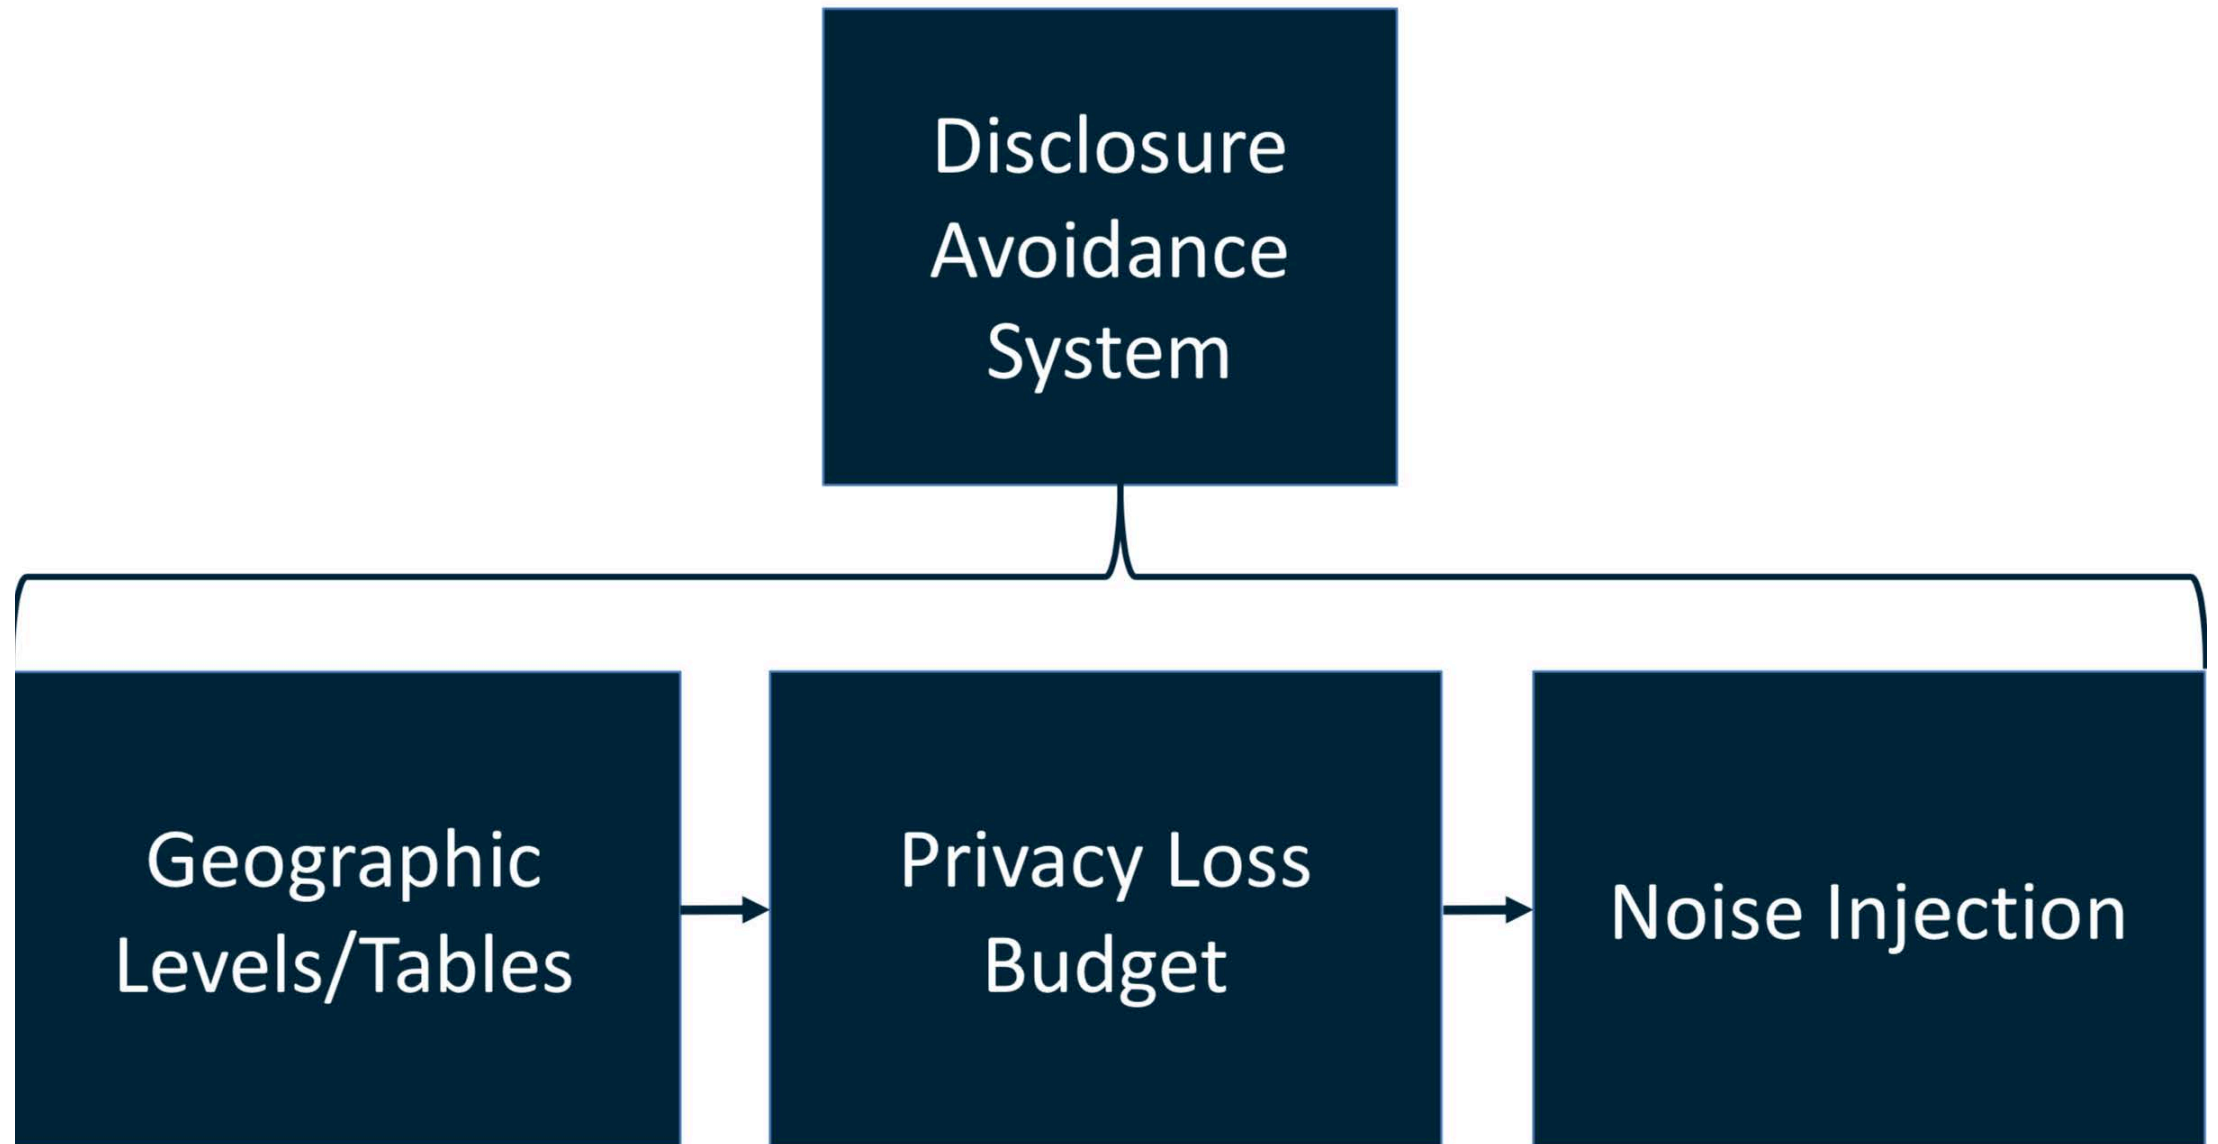 Disclosure
Avoidance
System
Geographic
Levels/Tables
Privacy Loss
Budget
Noise Injection